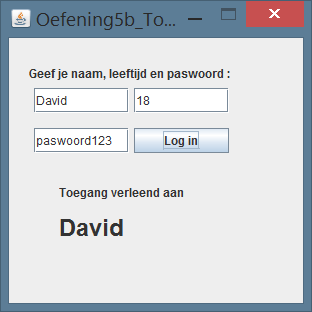 Oefening5b_To...
Geef je naam, leeftijd en paswoord :
David 18
paswoord123 Log in
Toegang verleend aan
David